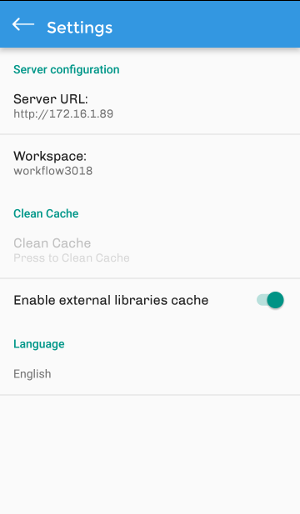 Settings
Server configuration
Server URL:
http://172.16.1.89
Workspace:
workflow3018
Clean Cache
Clean Cache
Press to Clean Cache
Enable external libraries cache
Language
English